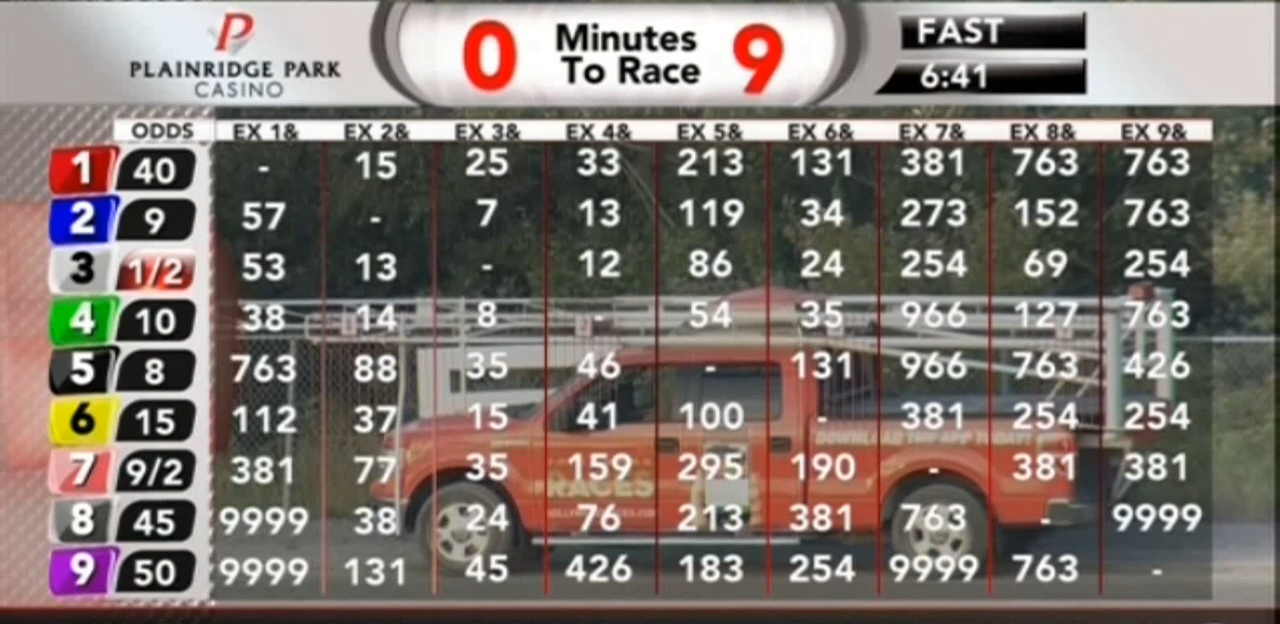 P
PLAINRIDGE PARK
CASINO
0 Minutes To Race 9
FAST
6:41
ODDS EX 1& EX 2& EX 3& EX 4& EX 5& EX 6& EX 7& EX 8& EX 9&
1 40 - 15 25 33 213 131 381 763 763
2 9 57 - 7 13 119 34 273 152 763
3 1/2 53 13 - 12 86 24 254 69 254
4 10 38 14 8 - 54 35 966 127 763
5 8 763 88 35 46 - 131 966 763 426
6 15 112 37 15 41 100 - 381 254 254
DOWNLOAD THE APP TODAY!
7 9/2 381 77 35 159 295 190 - 381 381
RACES
8 45 9999 38 24 76 213 381 763 - 9999
9 50 9999 131 45 426 183 254 9999 763 -